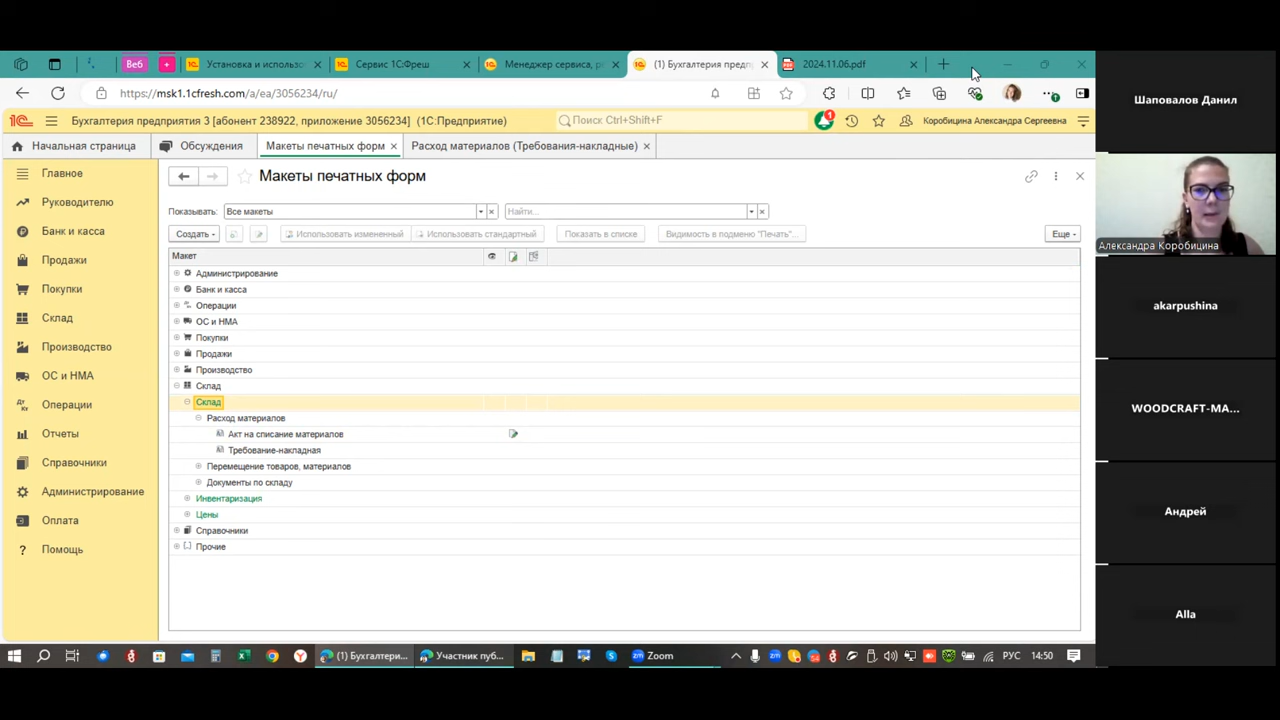 Веб
Установка и использо
Сервис 1С:Фреш
Менеджер сервиса, р
(1) Бухгалтерия предп
2024.11.06.pdf
https://msk1.1cfresh.com/a/ea/3056234/ru/
Бухгалтерия предприятия 3 [абонент 238922, приложение 3056234] (1С:Предприятие)
Поиск Ctrl+Shift+F
1
Коробицина Александра Сергеевна
Начальная страница
Обсуждения
Макеты печатных форм
Расход материалов (Требования-накладные)
Главное
Руководителю
Банк и касса
Продажи
Покупки
Склад
Производство
ОС и НМА
Операции
Отчеты
Справочники
Администрирование
Оплата
Помощь
Макеты печатных форм
Показывать:
Все макеты
Найти...
Создать
Использовать измененный
Использовать стандартный
Показать в списке
Видимость в подменю "Печать"...
Еще
Макет
Администрирование
Банк и касса
Операции
ОС и НМА
Покупки
Продажи
Производство
Склад
Склад
Расход материалов
Акт на списание материалов
Требование-накладная
Перемещение товаров, материалов
Документы по складу
Инвентаризация
Цены
Справочники
Прочие
(1) Бухгалтери...
Участник пуб...
Zoom
РУС
14:50
Шаповалов Данил
Александра Коробицина
akarpushina
WOODCRAFT-MA...
Андрей
Alla